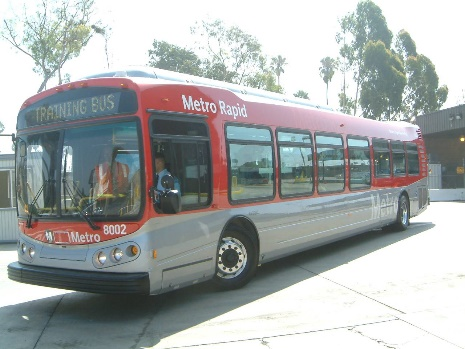 TRAINING BUS
Metro Rapid
M Metro
8002
M